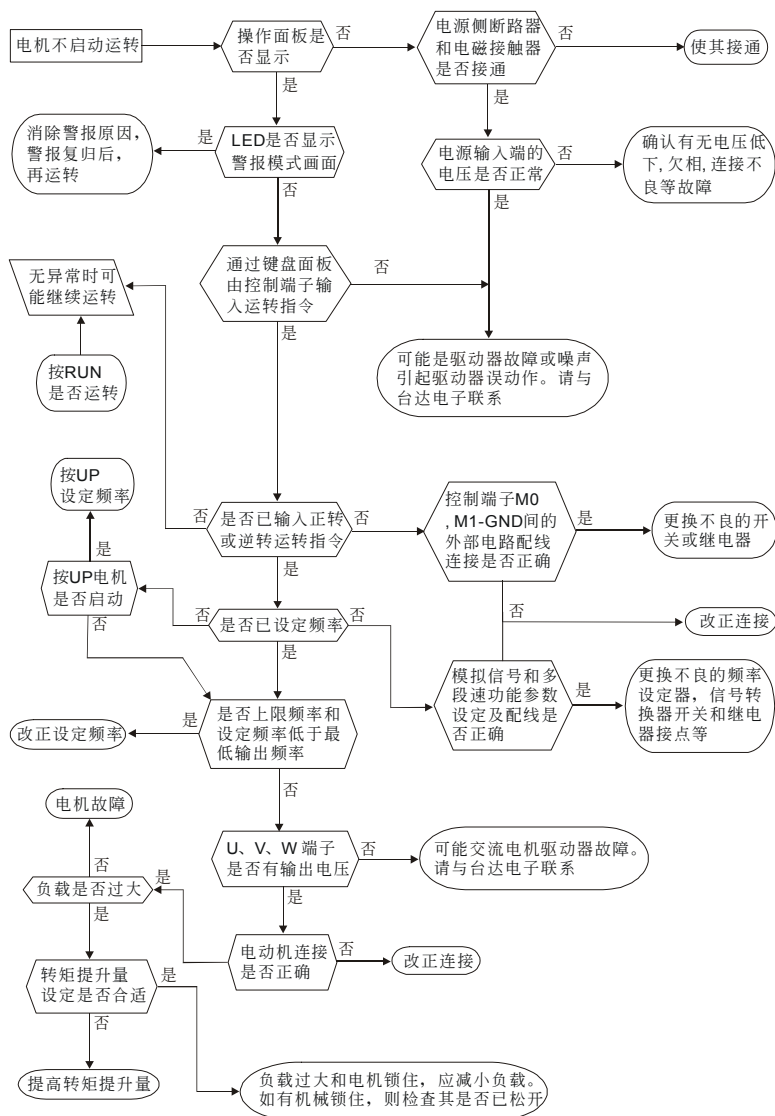 电机不启动运转
操作面板是
否显示
否
电源侧断路器
和电磁接触器
是否接通
否
使其接通
是
是
消除警报原因，
警报复归后，
再运转
是
LED是否显示
警报模式画面
否
电源输入端的
电压是否正常
否
确认有无电压低
下,欠相,连接不
良等故障
是
无异常时可
能继续运转
通过键盘面板
由控制端子输
入运转指令
否
是
按RUN
是否运转
可能是驱动器故障或噪声
引起驱动器误动作。请与
台达电子联系
按UP
设定频率
否
是否已输入正转
或逆转运转指令
否
控制端子M0
,M1-GND间的
外部电路配线
连接是否正确
是
更换不良的开
关或继电器
是
是
按UP电机
是否启动
否
否
是否已设定频率
否
否
改正连接
是
模拟信号和多
段速功能参数
设定及配线是
否正确
是
更换不良的频率
设定器，信号转
换器开关和继电
器接点等
改正设定频率
是
是否上限频率和
设定频率低于最
低输出频率
否
电机故障
否
U、V、W 端子
是否有输出电压
否
可能交流电机驱动器故障。
请与台达电子联系
负载是否过大
是
是
是
电动机连接
是否正确
否
改正连接
转矩提升量
设定是否合适
是
否
提高转矩提升量
负载过大和电机锁住，应减小负载。
如有机械锁住，则检查其是否已松开